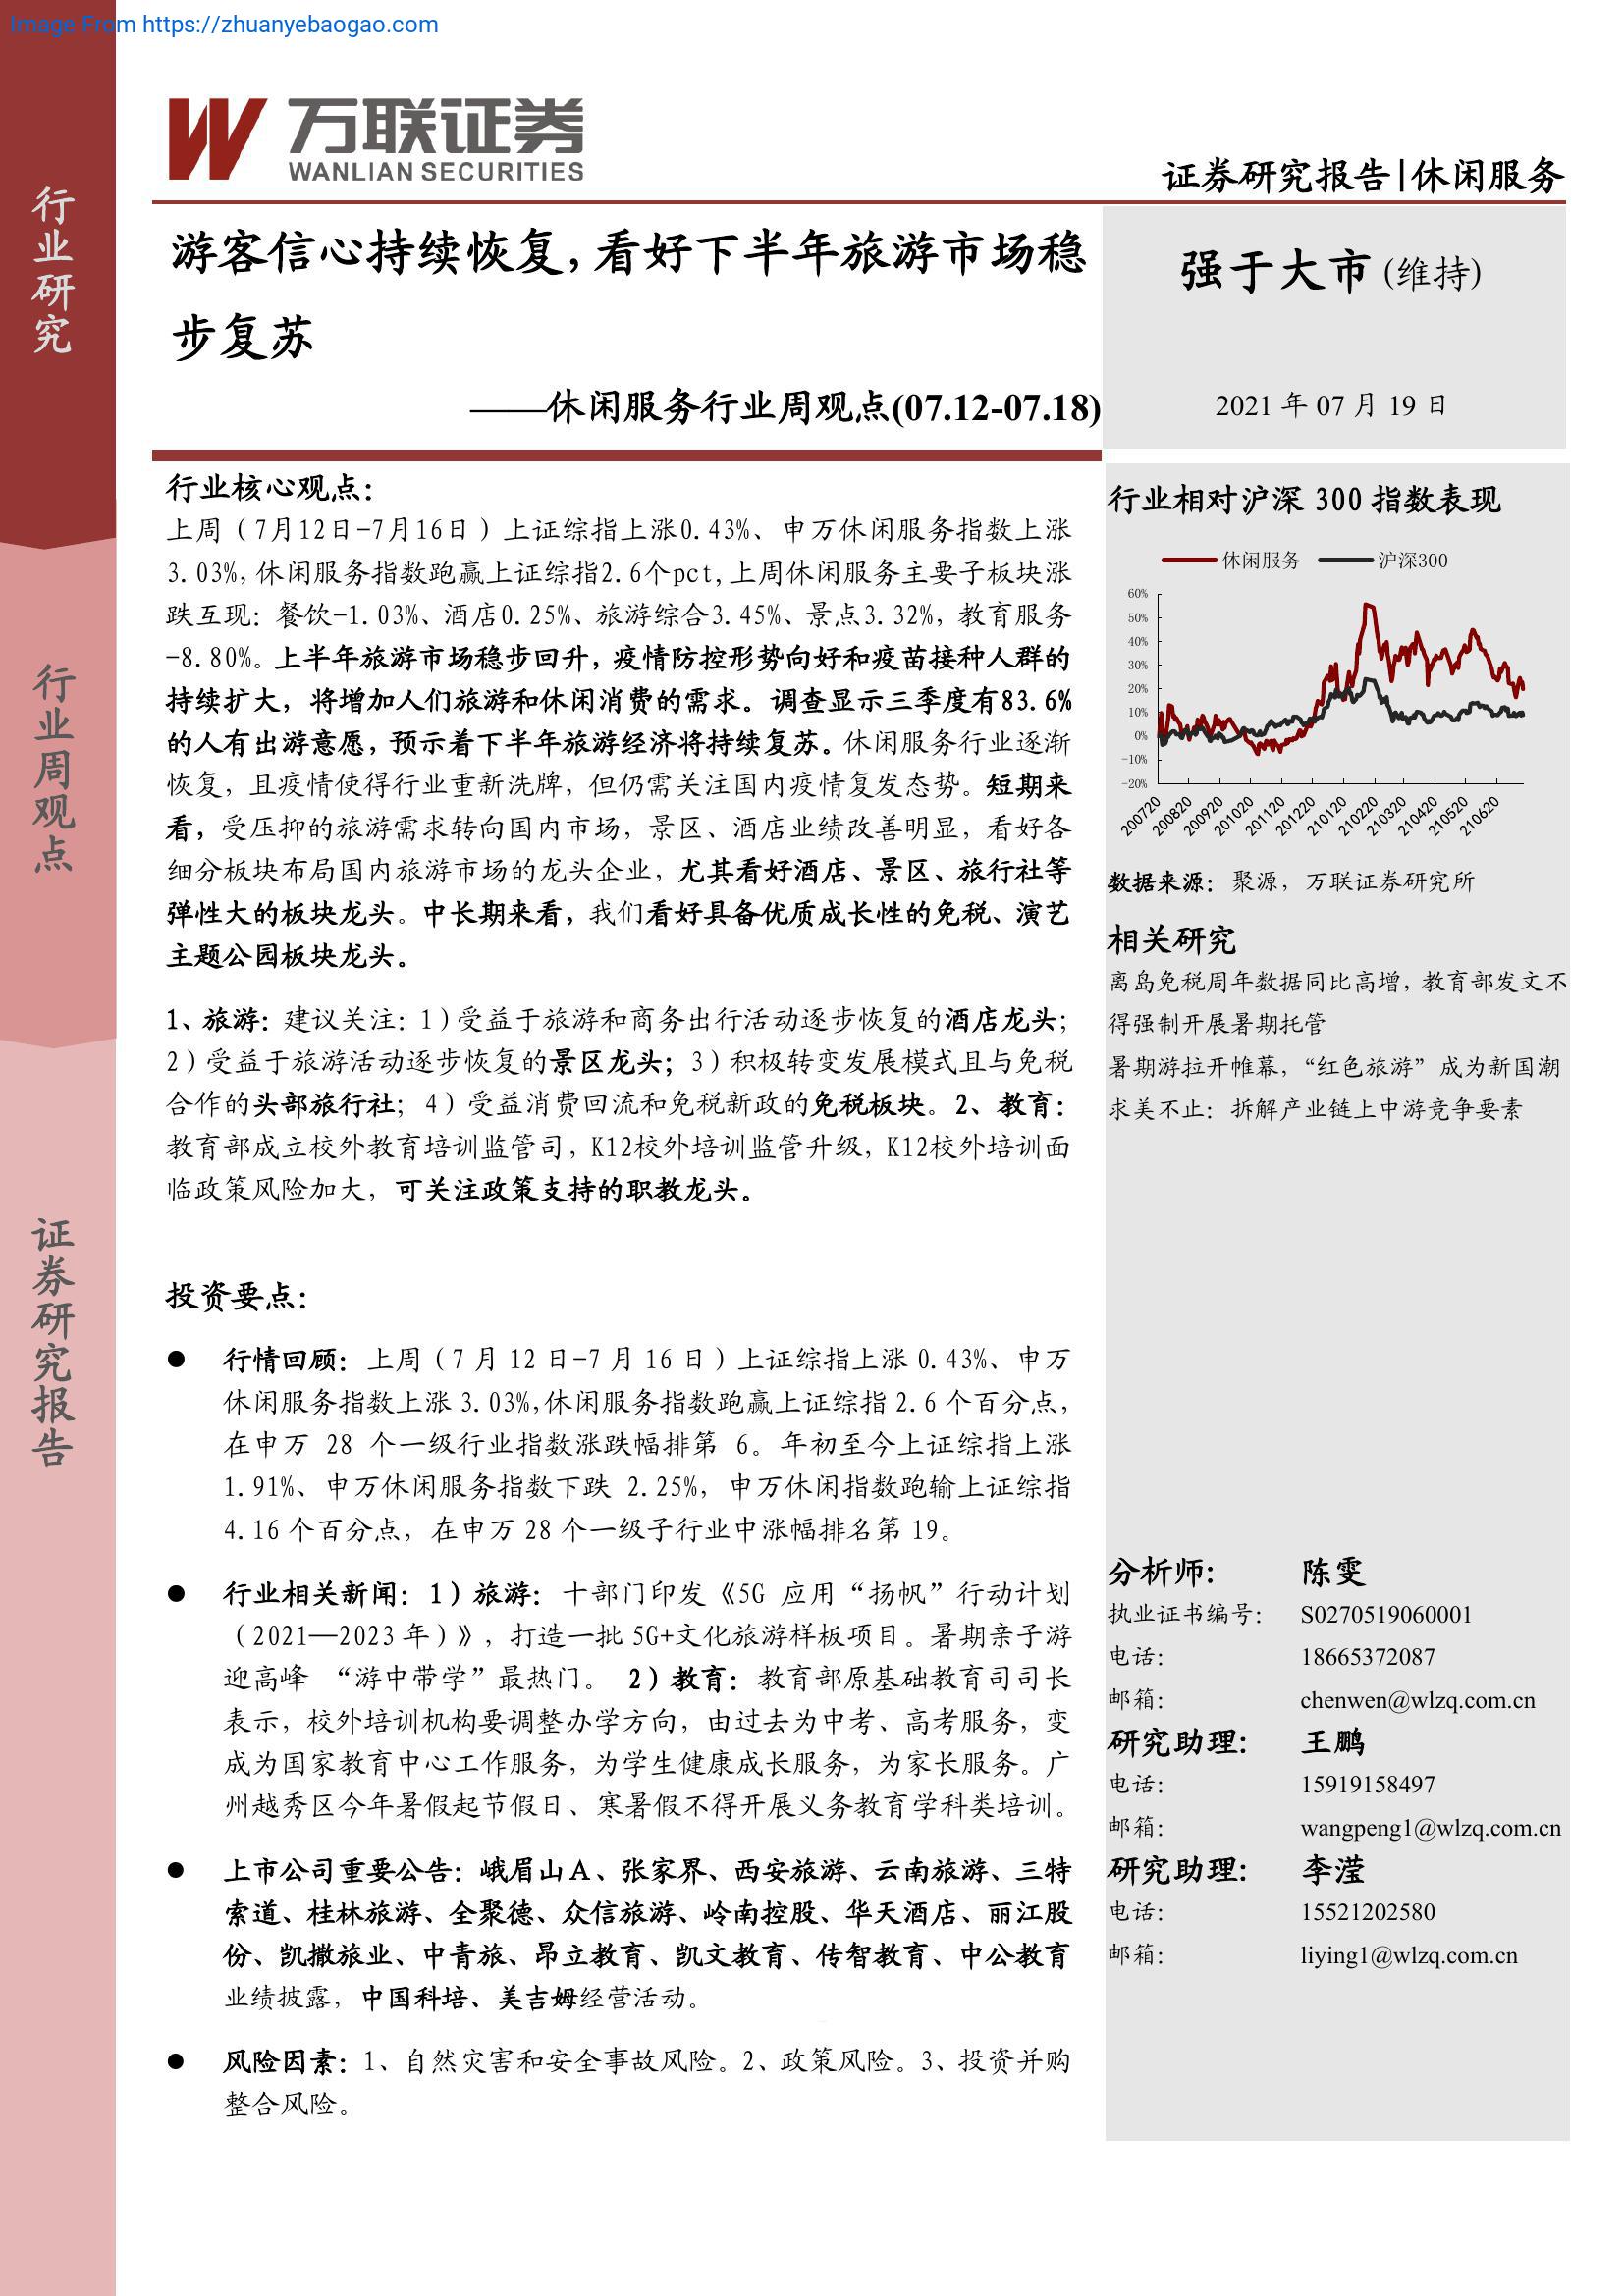 Image From https://zhuanyebaogao.com
万联证券
WANLIAN SECURITIES
证券研究报告|休闲服务
行业研究
行业周观点
证券研究报告
游客信心持续恢复,看好下半年旅游市场稳
步复苏
——休闲服务行业周观点(07.12-07.18)
强于大市(维持)
2021 年 07 月 19 日
行业核心观点：
上周（7月12日-7月16日）上证综指上涨0.43%、申万休闲服务指数上涨
3.03%,休闲服务指数跑赢上证综指2.6个pct,上周休闲服务主要子板块涨
跌互现：餐饮-1.03%、酒店0.25%、旅游综合3.45%、景点3.32%，教育服务
-8.80%。上半年旅游市场稳步回升，疫情防控形势向好和疫苗接种人群的
持续扩大，将增加人们旅游和休闲消费的需求。调查显示三季度有83.6%
的人有出游意愿，预示着下半年旅游经济将持续复苏。休闲服务行业逐渐
恢复，且疫情使得行业重新洗牌，但仍需关注国内疫情复发态势。短期来
看，受压抑的旅游需求转向国内市场，景区、酒店业绩改善明显，看好各
细分板块布局国内旅游市场的龙头企业，尤其看好酒店、景区、旅行社等
弹性大的板块龙头。中长期来看，我们看好具备优质成长性的免税、演艺
主题公园板块龙头。
1、旅游：建议关注：1）受益于旅游和商务出行活动逐步恢复的酒店龙头；
2）受益于旅游活动逐步恢复的景区龙头；3）积极转变发展模式且与免税
合作的头部旅行社；4）受益消费回流和免税新政的免税板块。2、教育：
教育部成立校外教育培训监管司，K12校外培训监管升级，K12校外培训面
临政策风险加大，可关注政策支持的职教龙头。
投资要点：
● 行情回顾：上周（7 月 12 日-7 月 16 日）上证综指上涨 0.43%、申万
休闲服务指数上涨 3.03%,休闲服务指数跑赢上证综指 2.6 个百分点，
在申万 28 个一级行业指数涨跌幅排第 6。年初至今上证综指上涨
1.91%、申万休闲服务指数下跌 2.25%，申万休闲指数跑输上证综指
4.16 个百分点，在申万 28 个一级子行业中涨幅排名第 19。
● 行业相关新闻：1）旅游：十部门印发《5G 应用“扬帆”行动计划
（2021—2023 年）》，打造一批 5G+文化旅游样板项目。暑期亲子游
迎高峰 “游中带学”最热门。 2）教育：教育部原基础教育司司长
表示，校外培训机构要调整办学方向，由过去为中考、高考服务，变
成为国家教育中心工作服务，为学生健康成长服务，为家长服务。广
州越秀区今年暑假起节假日、寒暑假不得开展义务教育学科类培训。
● 上市公司重要公告：峨眉山A、张家界、西安旅游、云南旅游、三特
索道、桂林旅游、全聚德、众信旅游、岭南控股、华天酒店、丽江股
份、凯撒旅业、中青旅、昂立教育、凯文教育、传智教育、中公教育
业绩披露，中国科培、美吉姆经营活动。
● 风险因素：1、自然灾害和安全事故风险。2、政策风险。3、投资并购
整合风险。
行业相对沪深 300 指数表现
休闲服务 沪深300
60%
50%
40%
30%
20%
10%
0%
-10%
-20%
200720 200820 200920 201020 201120 201220 210120 210220 210320 210420 210520 210620
数据来源：聚源，万联证券研究所
相关研究
离岛免税周年数据同比高增，教育部发文不
得强制开展暑期托管
暑期游拉开帷幕，“红色旅游”成为新国潮
求美不止：拆解产业链上中游竞争要素
分析师: 陈雯
执业证书编号: S0270519060001
电话: 18665372087
邮箱: chenwen@wlzq.com.cn
研究助理: 王鹏
电话: 15919158497
邮箱: wangpeng1@wlzq.com.cn
研究助理: 李滢
电话: 15521202580
邮箱: liying1@wlzq.com.cn